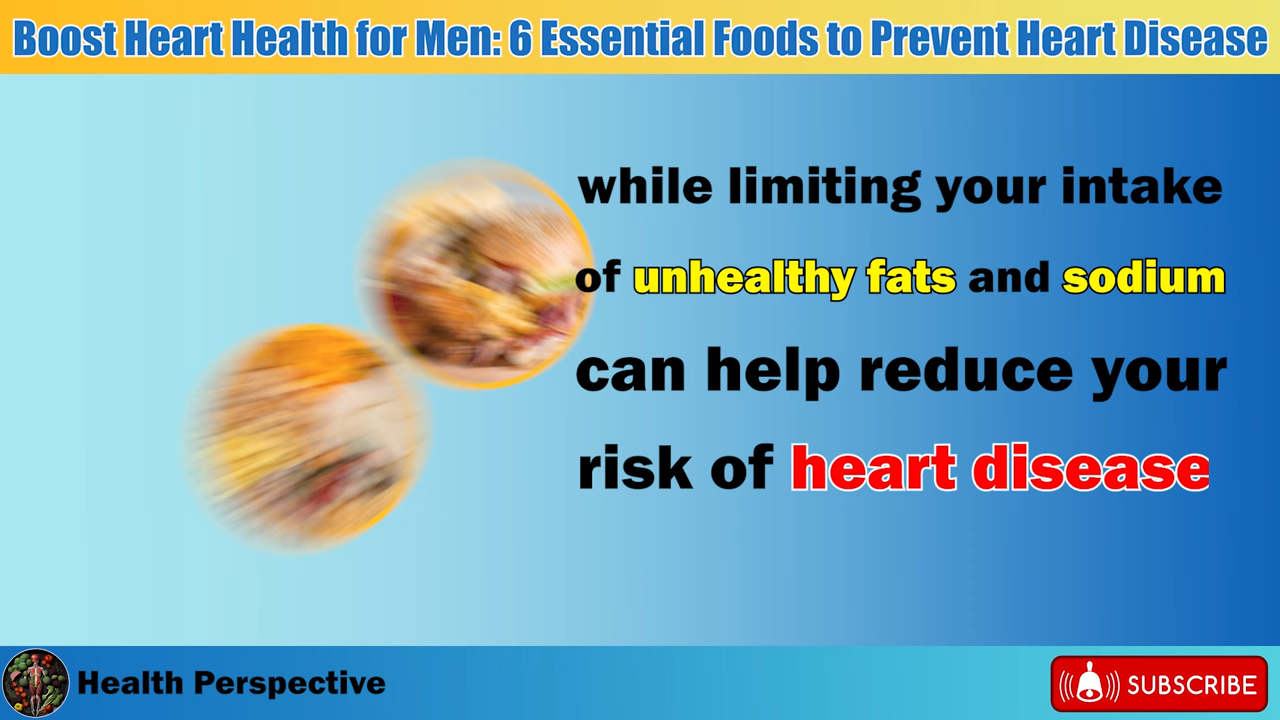 Boost Heart Health for Men: 6 Essential Foods to Prevent Heart Disease
while limiting your intake
of unhealthy fats and sodium
can help reduce your
risk of heart disease
Health Perspective
SUBSCRIBE